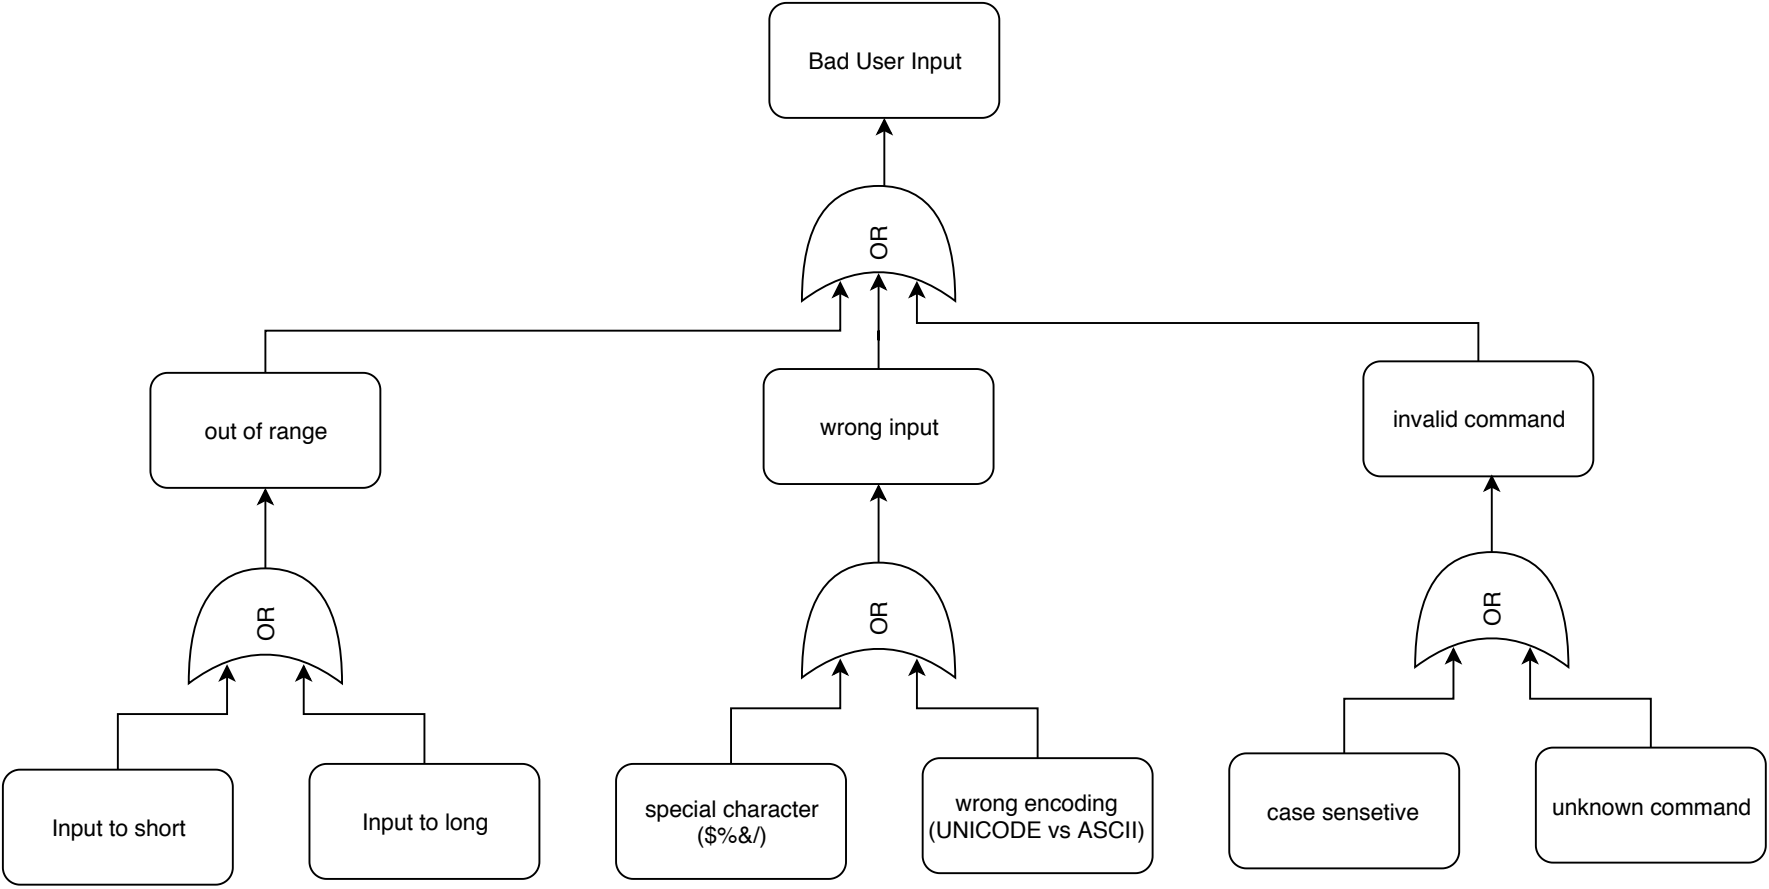 Bad User Input
OR
out of range
wrong input
invalid command
OR
OR
OR
Input to short
Input to long
special character
($%&/)
wrong encoding
(UNICODE vs ASCII)
case sensetive
unknown command